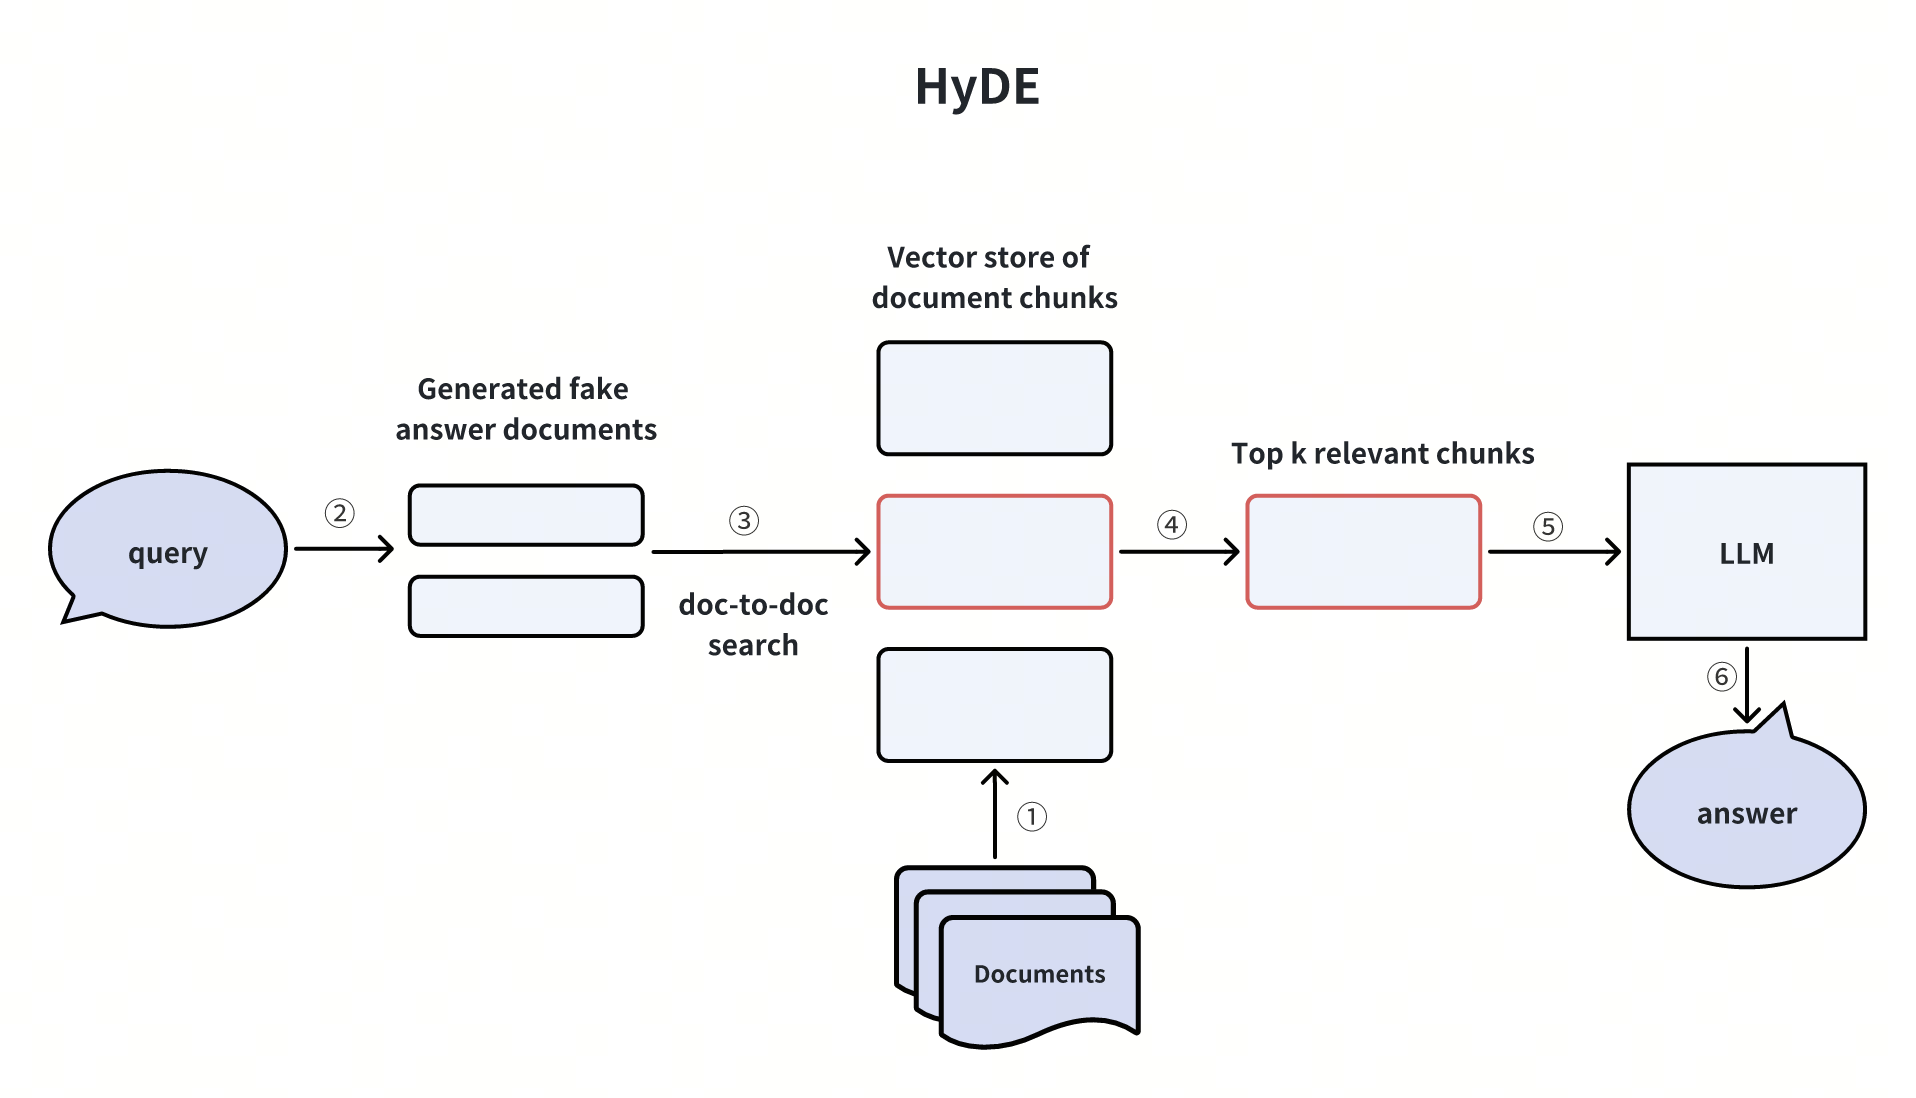 HyDE
Vector store of
document chunks
Generated fake
answer documents
Top k relevant chunks
query
②
③
④
⑤
LLM
doc-to-doc
search
⑥
①
answer
Documents